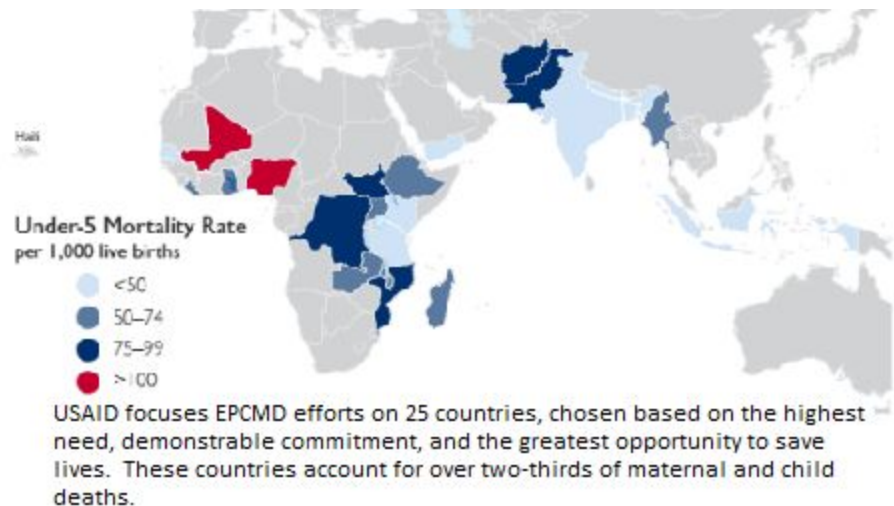 Haiti
Under-5 Mortality Rate
per 1,000 live births
<50
50–74
75–99
>100
USAID focuses EPCMD efforts on 25 countries, chosen based on the highest
need, demonstrable commitment, and the greatest opportunity to save
lives.  These countries account for over two-thirds of maternal and child
deaths.